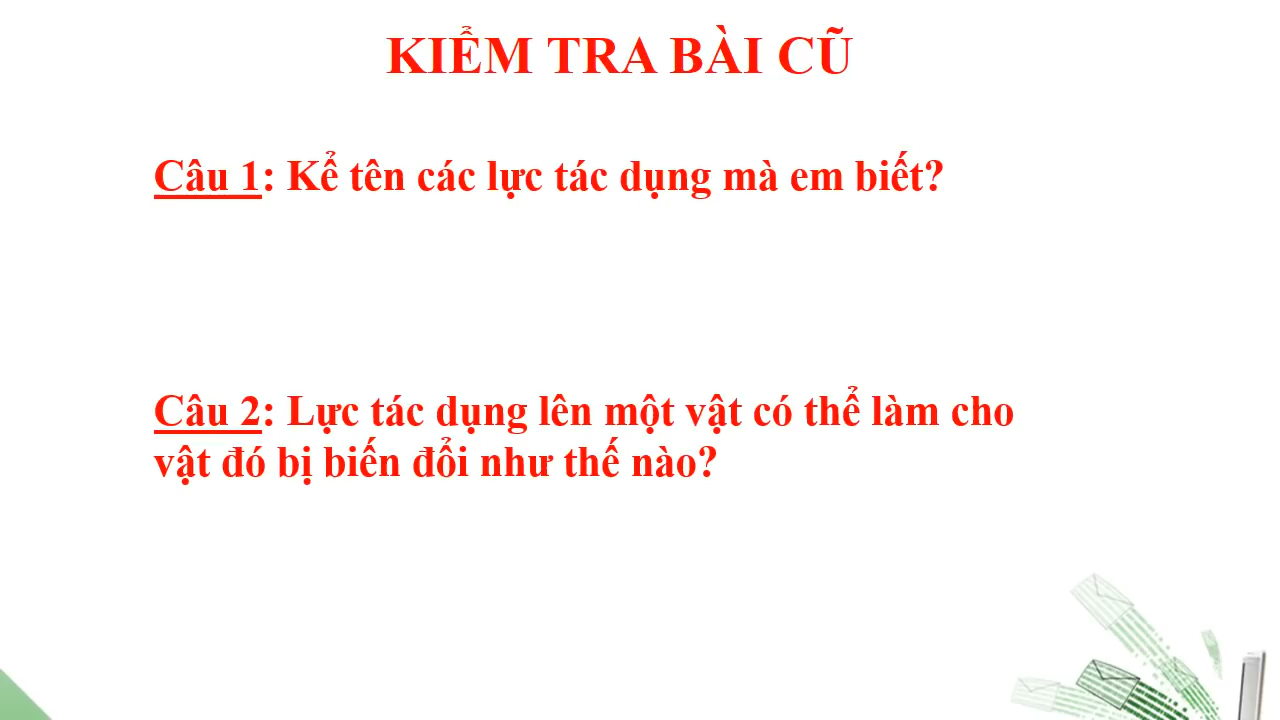 KIỂM TRA BÀI CŨ
Câu 1: Kể tên các lực tác dụng mà em biết?
Câu 2: Lực tác dụng lên một vật có thể làm cho
vật đó bị biến đổi như thế nào?